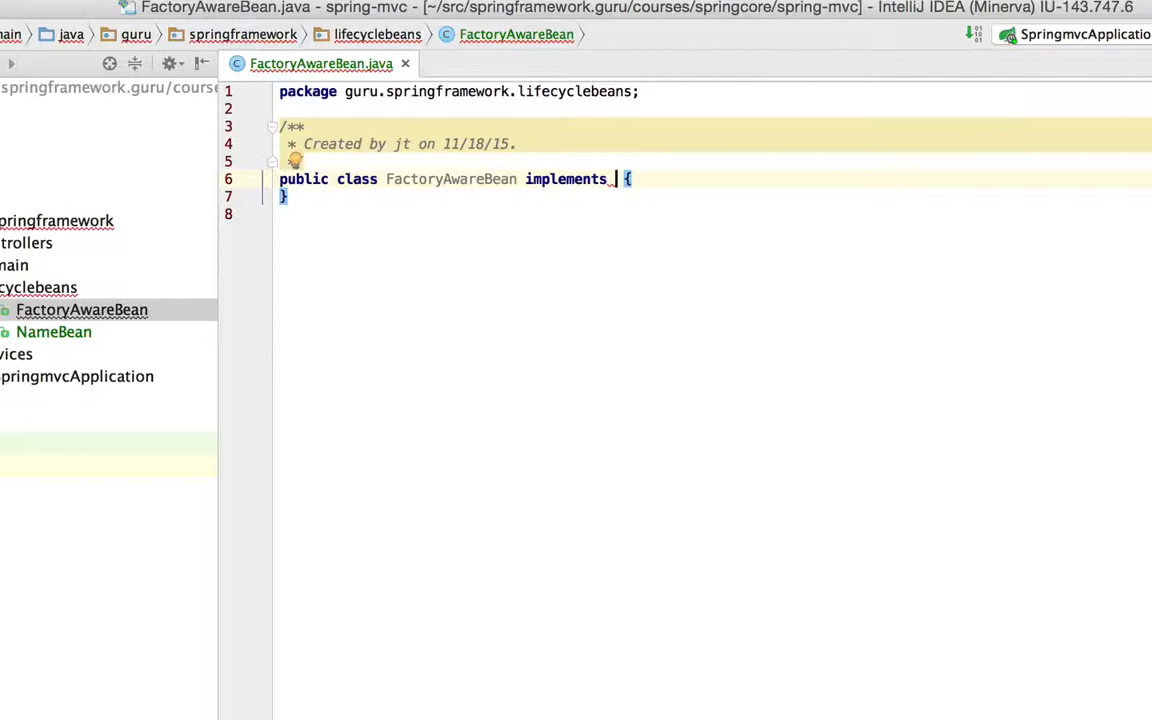 FactoryAwareBean.java - spring-mvc - [~/src/springframework.guru/courses/springcore/spring-mvc] - IntelliJ IDEA (Minerva) IU-143.747.6
ain java guru springframework lifecyclebeans FactoryAwareBean SpringmvcApplicatio
FactoryAwareBean.java
springframework.guru/course
1 package guru.springframework.lifecyclebeans;
2
3 /**
4 * Created by jt on 11/18/15.
5
6 public class FactoryAwareBean implements {
7 }
8
pringframework
trollers
main
cyclebeans
FactoryAwareBean
NameBean
vices
SpringmvcApplication